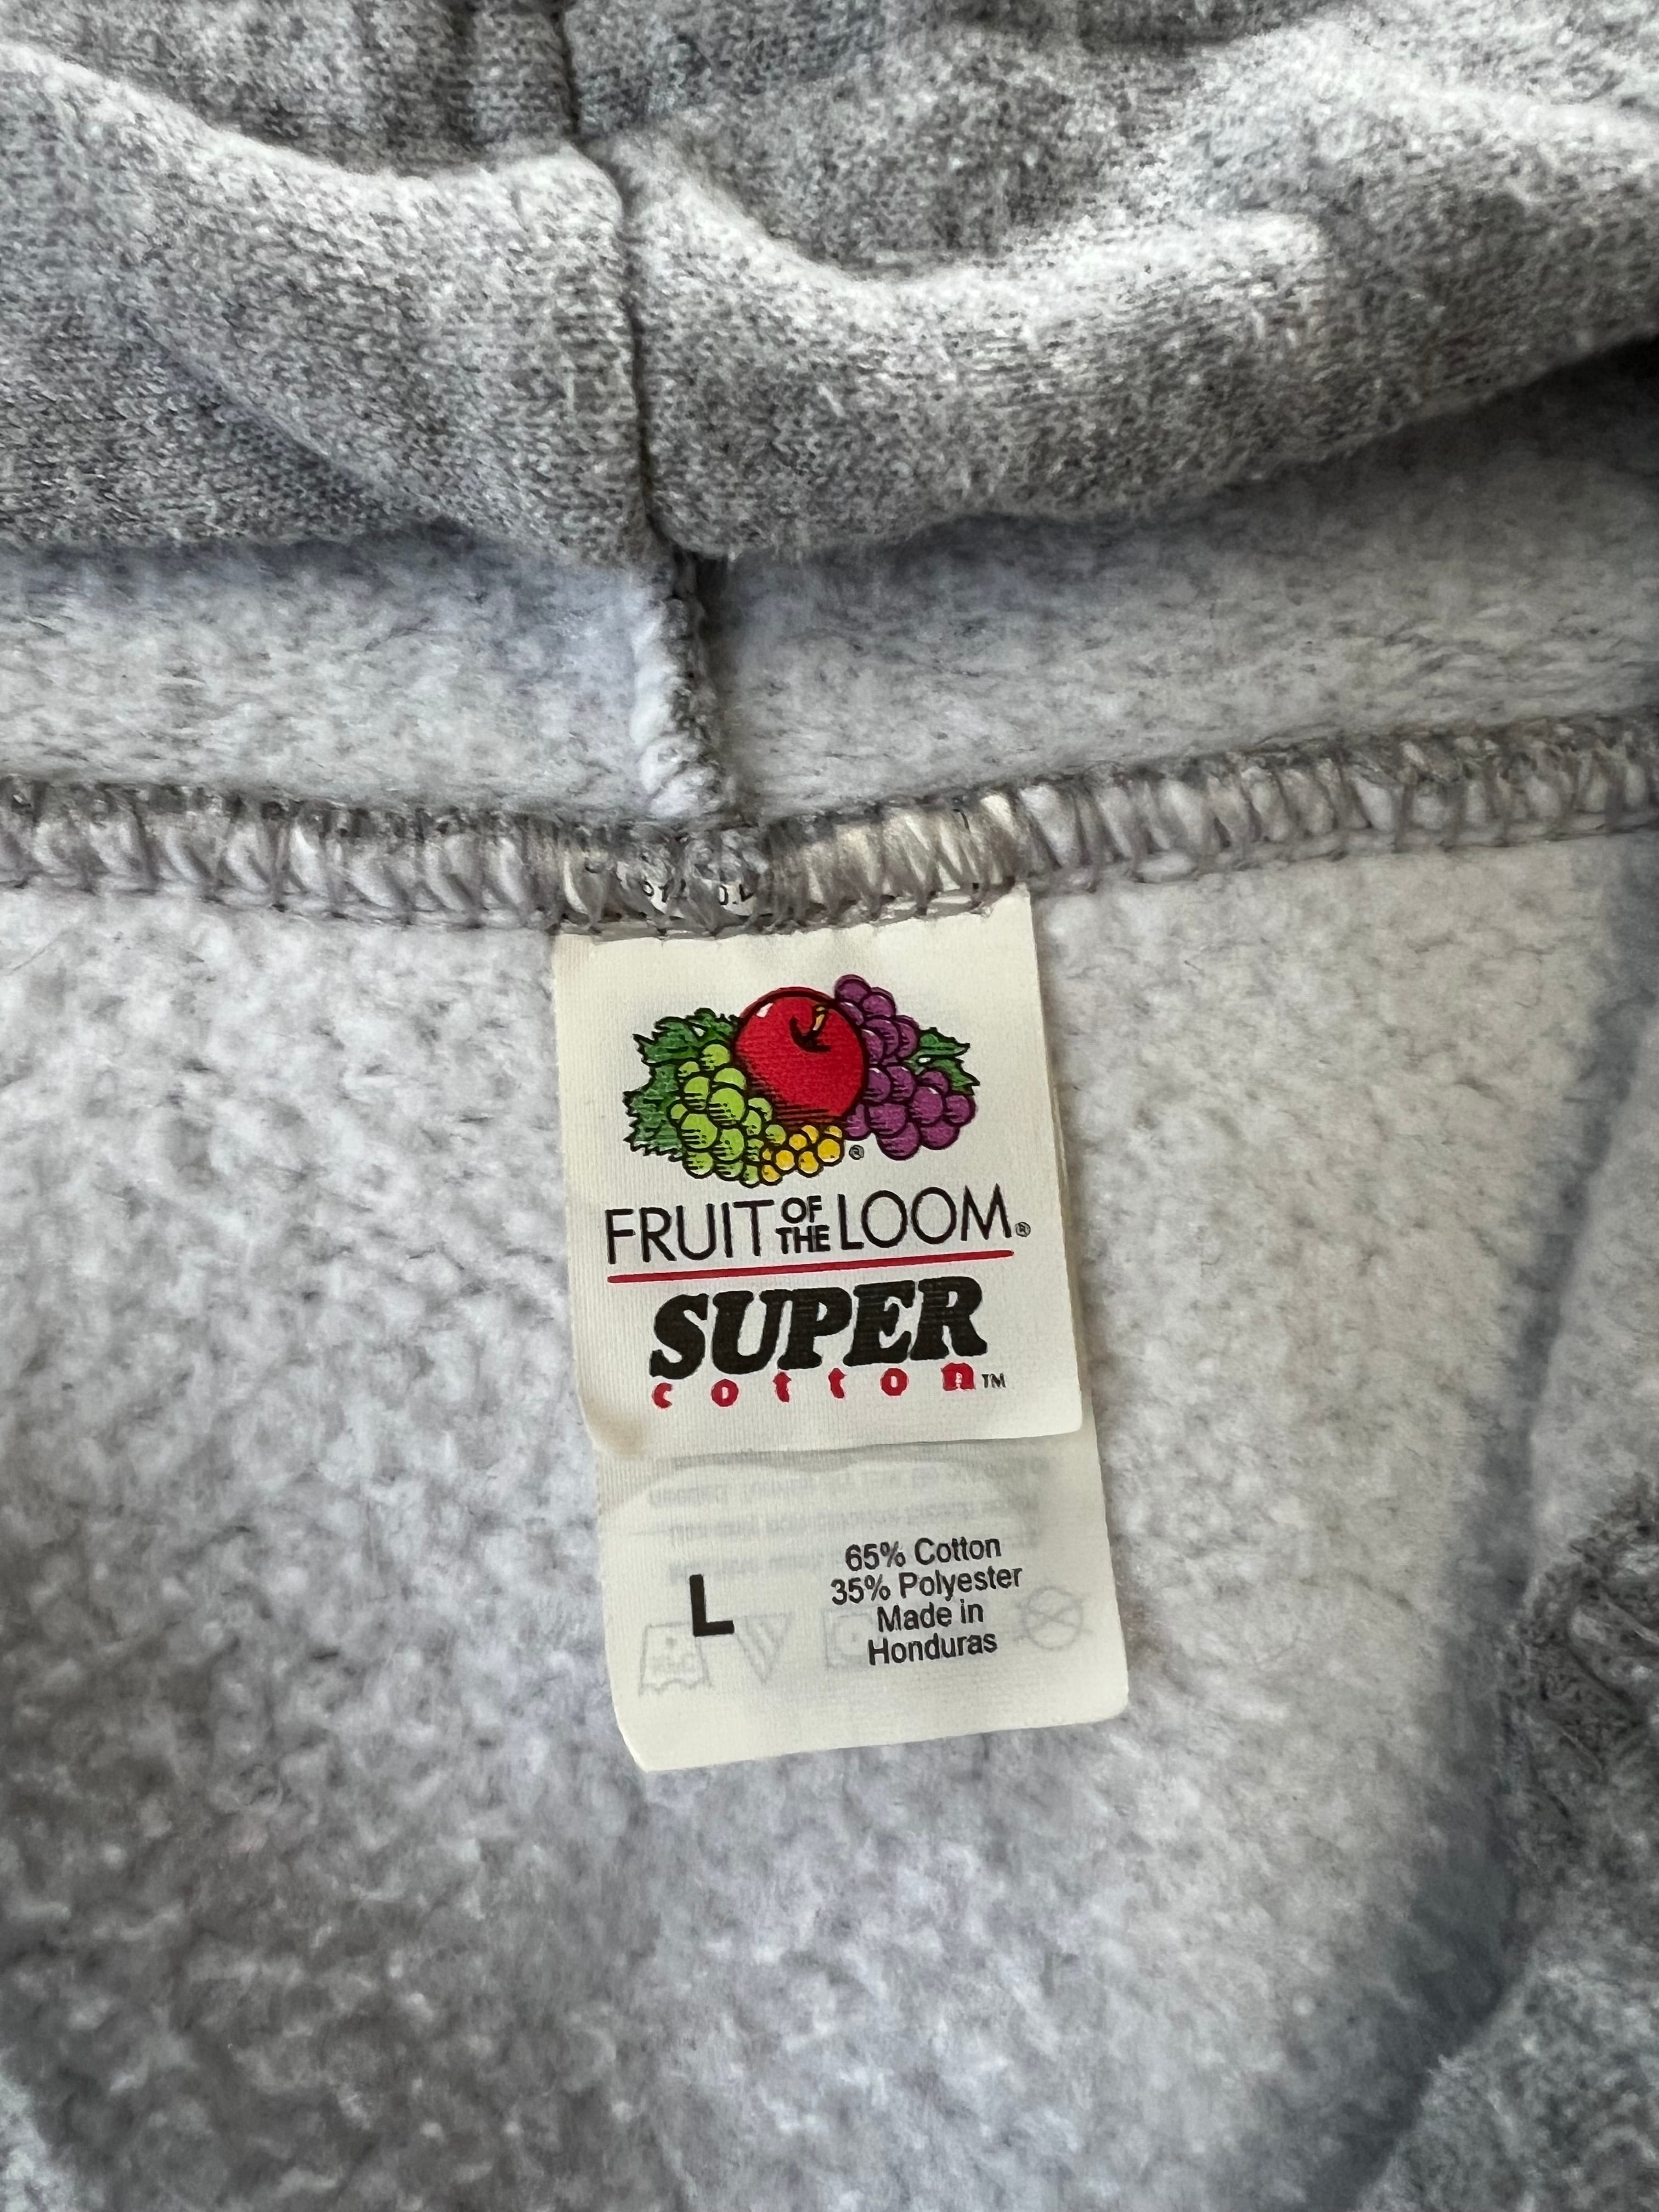 ®
FRUIT OF THE LOOM®
SUPER
cotton™
L
65% Cotton
35% Polyester
Made in
Honduras